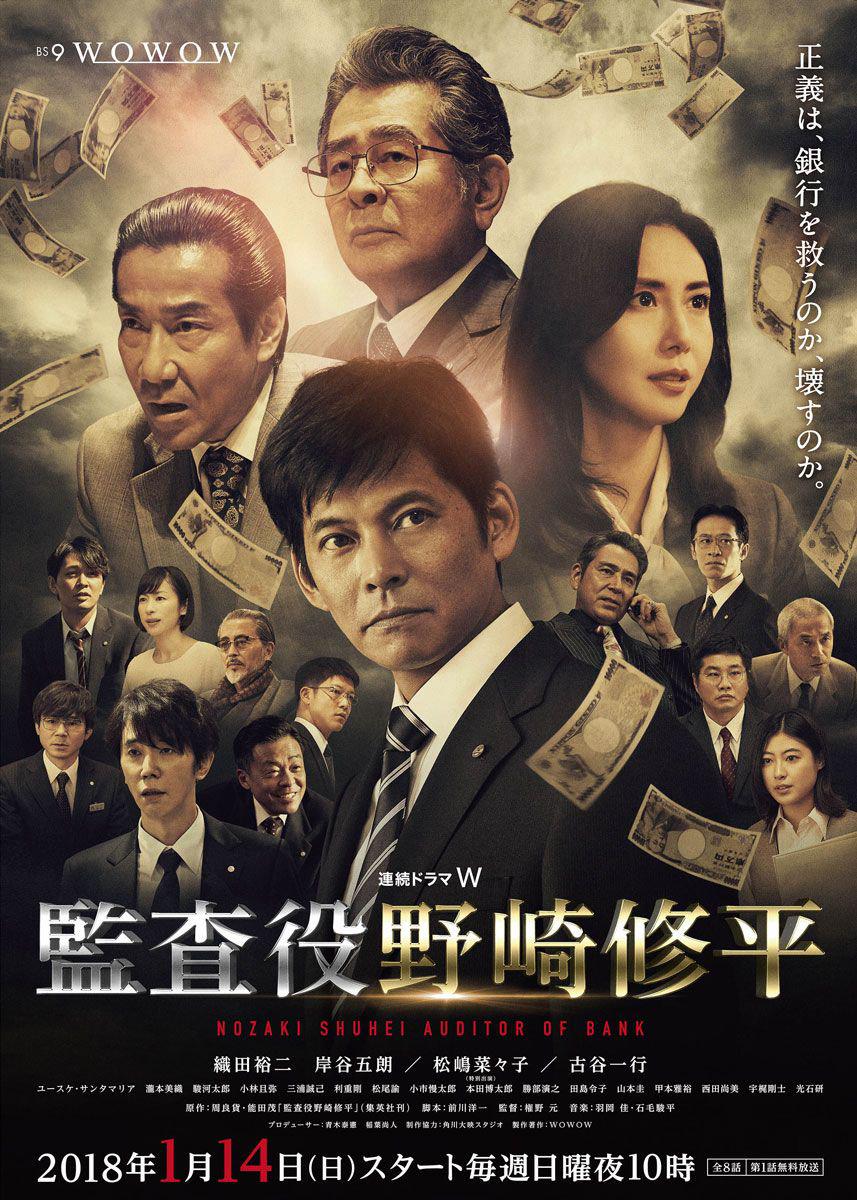 BS9 WOWOW
正義は、銀行を救うのか、壊すのか。
連続ドラマW
監査役野崎修平
NOZAKI SHUHEI AUDITOR OF BANK
織田裕二 岸谷五朗 / 松嶋菜々子 / 古谷一行
(特別出演)
ユースケ・サンタマリア 瀧本美織 駿河太郎 小林且弥 三浦誠己 利重剛 松尾諭 小市慢太郎 本田博太郎 勝部演之 田島令子 山本圭 甲本雅裕 西田尚美 宇梶剛士 光石研
原作:周良貨・能田茂「監査役野崎修平」(集英社刊) 脚本:前川洋一 監督:権野 元 音楽:羽岡 佳・石毛駿平
プロデューサー:青木泰憲 稲葉尚人 制作協力:角川大映スタジオ 製作著作:WOWOW
2018年1月14日(日)スタート毎週日曜夜10時 全8話 第1話無料放送